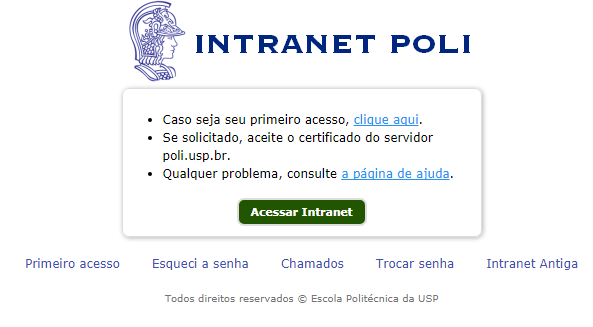 INTRANET POLI
Caso seja seu primeiro acesso, clique aqui.
Se solicitado, aceite o certificado do servidor
poli.usp.br.
Qualquer problema, consulte a página de ajuda.
Acessar Intranet
Primeiro acesso Esqueci a senha Chamados Trocar senha Intranet Antiga
Todos direitos reservados © Escola Politécnica da USP